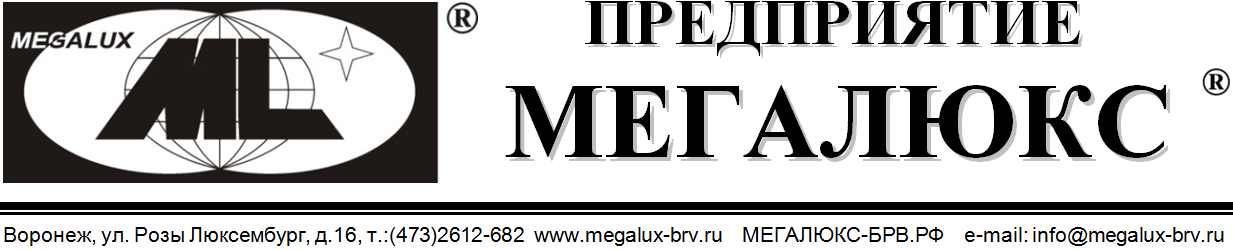 MEGALUX
ML
®
ПРЕДПРИЯТИЕ
МЕГАЛЮКС ®
Воронеж, ул. Розы Люксембург, д.16, т.:(473)2612-682 www.megalux-brv.ru МЕГАЛЮКС-БРВ.РФ e-mail: info@megalux-brv.ru